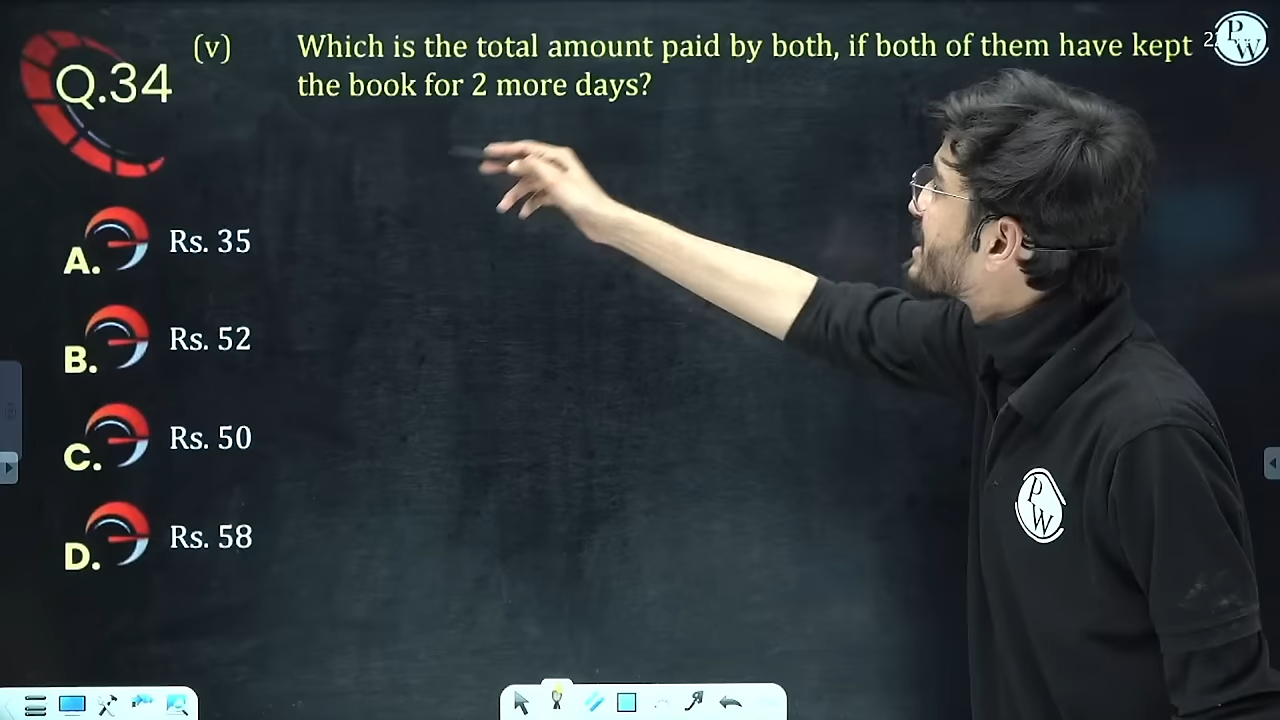 Q.34
(v)
Which is the total amount paid by both, if both of them have kept
the book for 2 more days?
A. Rs. 35
B. Rs. 52
C. Rs. 50
D. Rs. 58
P
W
P
W